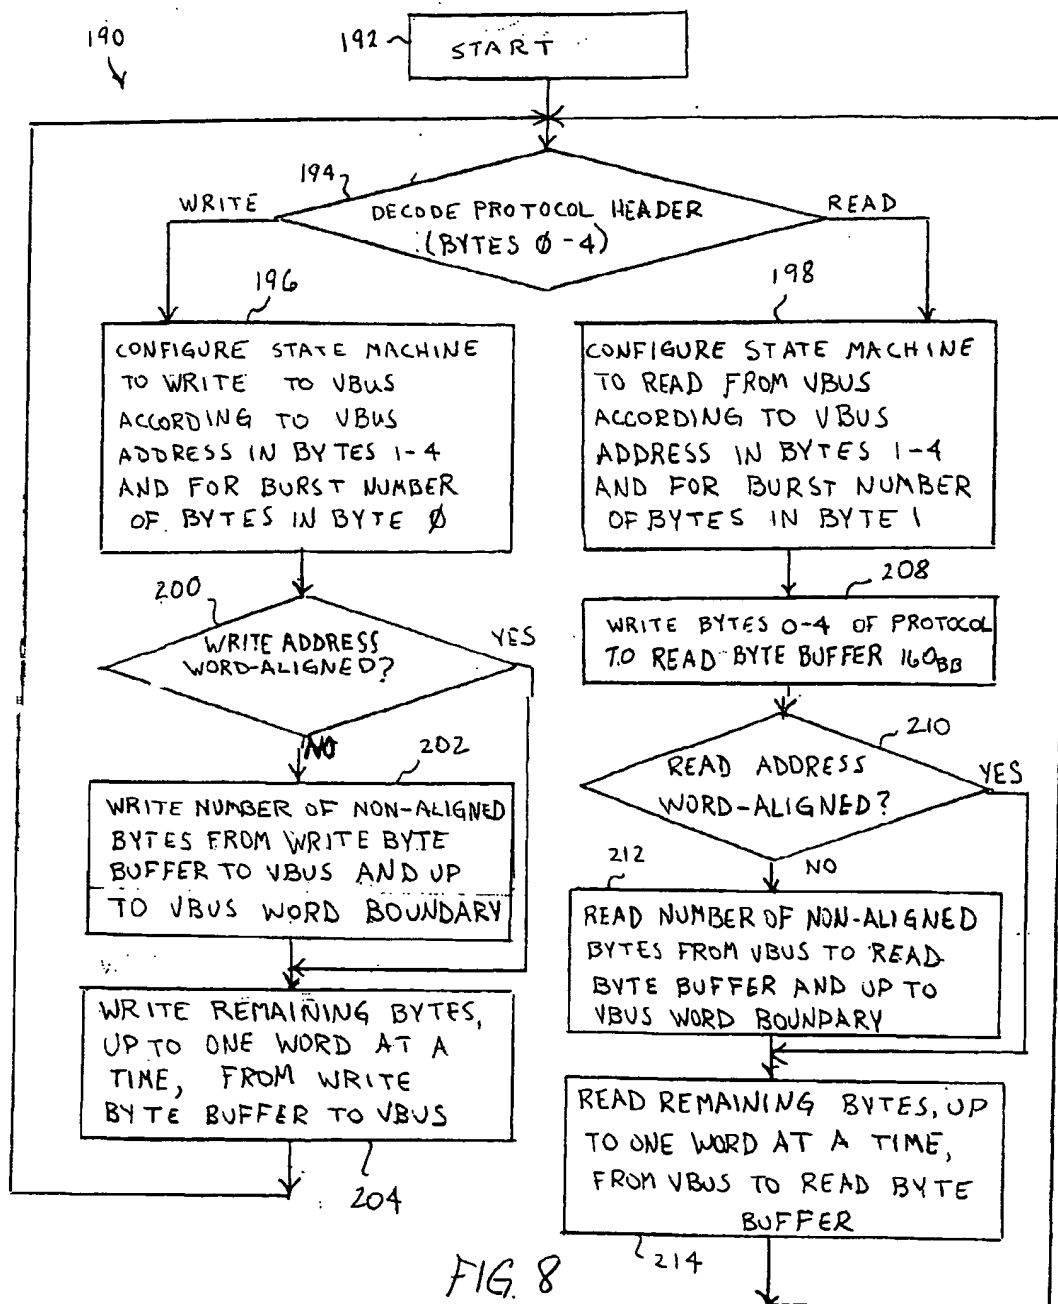 190
192
START
194
WRITE
DECODE PROTOCOL HEADER
(BYTES Ø-4)
READ
196
CONFIGURE STATE MACHINE
TO WRITE TO VBUS
ACCORDING TO VBUS
ADDRESS IN BYTES 1-4
AND FOR BURST NUMBER
OF BYTES IN BYTE Ø
198
CONFIGURE STATE MACHINE
TO READ FROM VBUS
ACCORDING TO VBUS
ADDRESS IN BYTES 1-4
AND FOR BURST NUMBER
OF BYTES IN BYTE 1
200
WRITE ADDRESS
WORD-ALIGNED?
YES
NO
208
WRITE BYTES 0-4 OF PROTOCOL
TO READ BYTE BUFFER 160BB
202
WRITE NUMBER OF NON-ALIGNED
BYTES FROM WRITE BYTE
BUFFER TO VBUS AND UP
TO VBUS WORD BOUNDARY
210
READ ADDRESS
WORD-ALIGNED?
YES
NO
212
READ NUMBER OF NON-ALIGNED
BYTES FROM VBUS TO READ
BYTE BUFFER AND UP TO
VBUS WORD BOUNDARY
WRITE REMAINING BYTES,
UP TO ONE WORD AT A
TIME, FROM WRITE
BYTE BUFFER TO VBUS
204
READ REMAINING BYTES, UP
TO ONE WORD AT A TIME,
FROM VBUS TO READ BYTE
BUFFER
214
FIG. 8